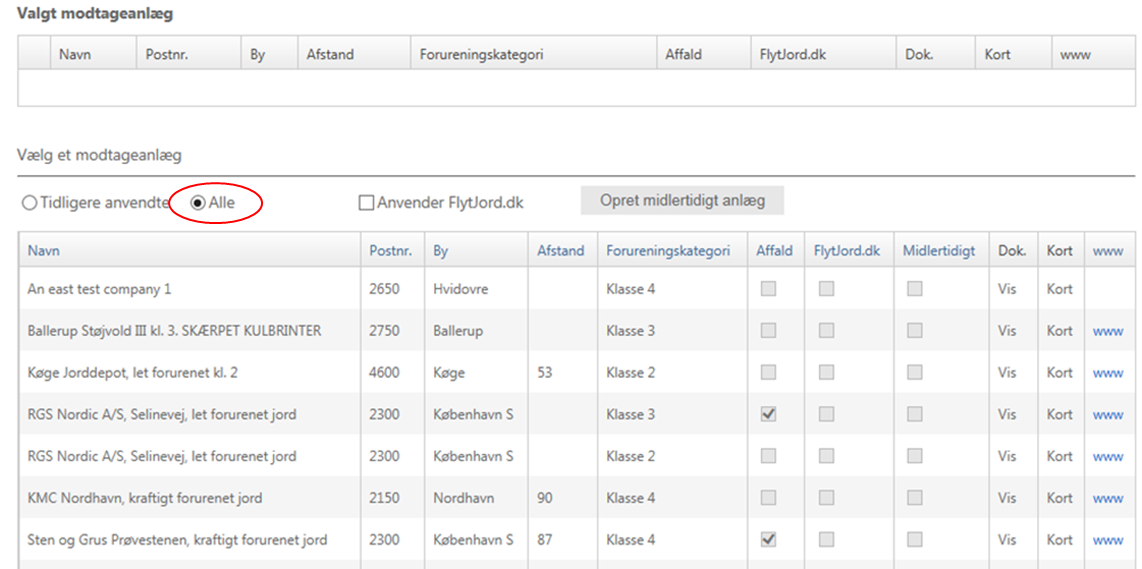 Valgt modtageanlæg
Navn Postnr. By Afstand Forureningskategori Affald FlytJord.dk Dok. Kort www
Vælg et modtageanlæg
Tidligere anvendte Alle Anvender FlytJord.dk Opret midlertidigt anlæg
Navn Postnr. By Afstand Forureningskategori Affald FlytJord.dk Midlertidigt Dok. Kort www
An east test company 1 2650 Hvidovre Klasse 4 Vis Kort
Ballerup Støjvold III kl. 3. SKÆRPET KULBRINTER 2750 Ballerup Klasse 3 Vis Kort www
Køge Jorddepot, let forurenet kl. 2 4600 Køge 53 Klasse 2 Vis Kort www
RGS Nordic A/S, Selinevej, let forurenet jord 2300 København S Klasse 3 Vis Kort www
RGS Nordic A/S, Selinevej, let forurenet jord 2300 København S Klasse 2 Vis Kort www
KMC Nordhavn, kraftigt forurenet jord 2150 Nordhavn 90 Klasse 4 Vis Kort www
Sten og Grus Prøvestenen, kraftigt forurenet jord 2300 København S 87 Klasse 4 Vis Kort www